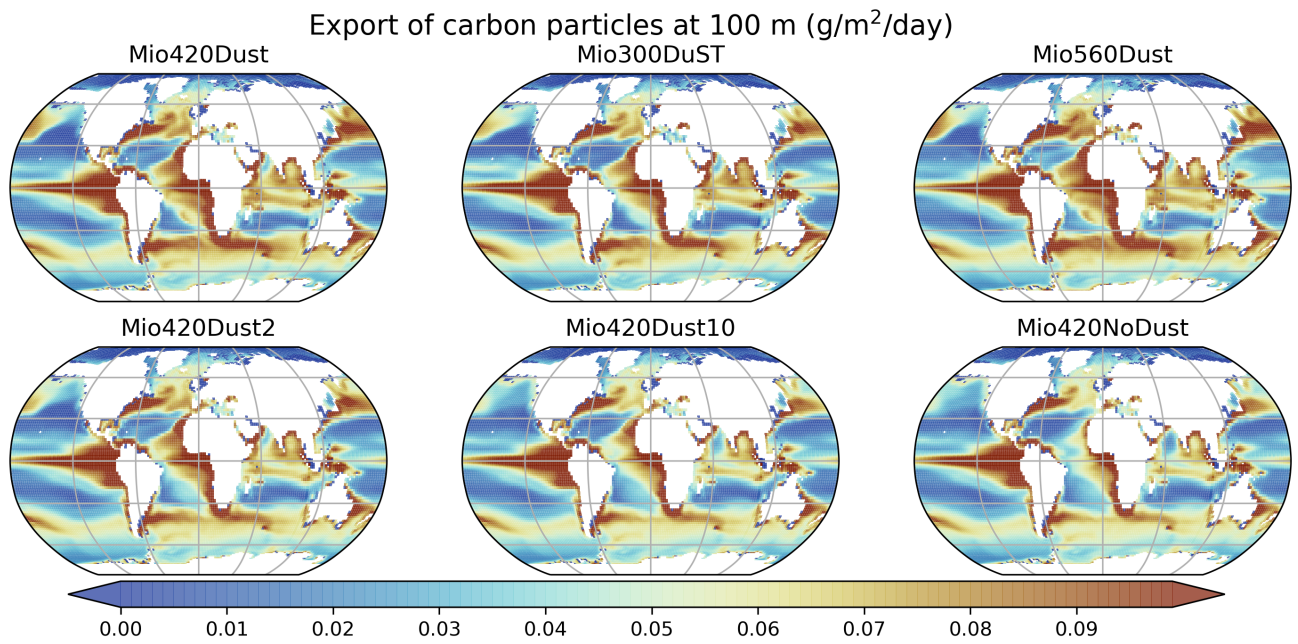 Export of carbon particles at 100 m (g/m²/day)
Mio420Dust Mio300DuST Mio560Dust
Mio420Dust2 Mio420Dust10 Mio420NoDust
0.00 0.01 0.02 0.03 0.04 0.05 0.06 0.07 0.08 0.09